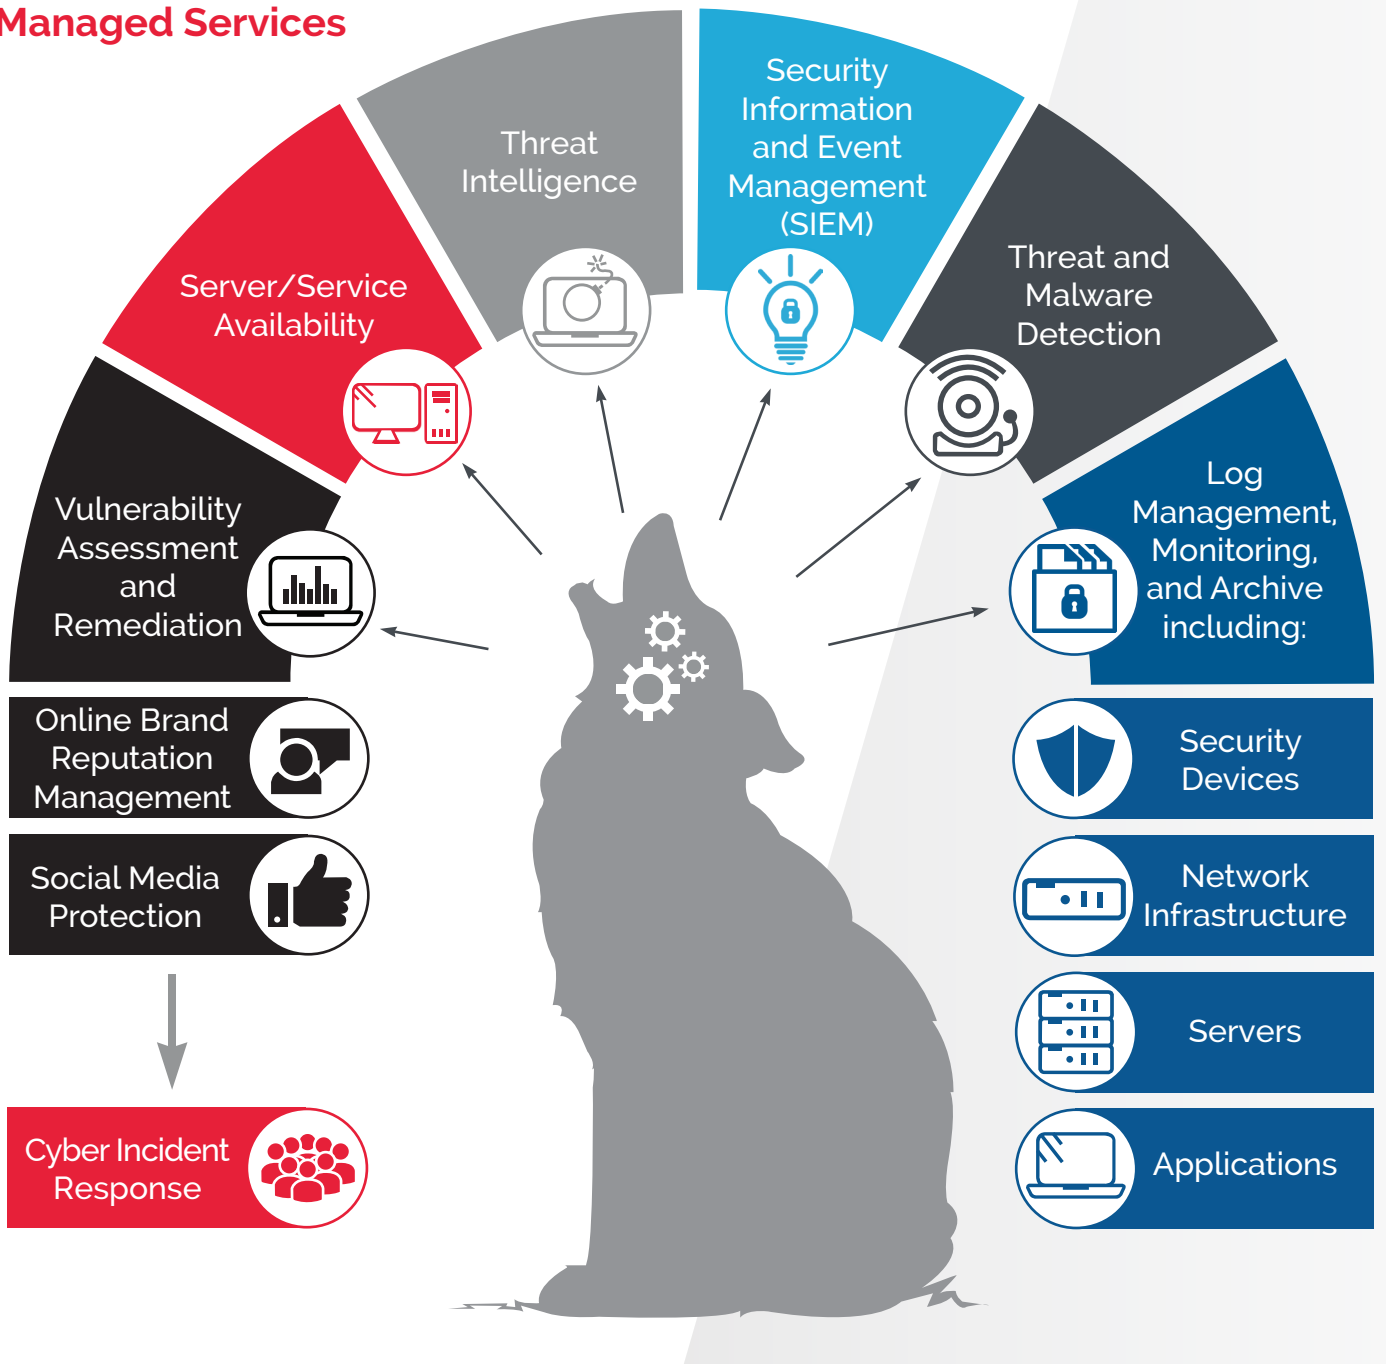 Managed Services
Vulnerability
Assessment
and
Remediation
Server/Service
Availability
Threat
Intelligence
Security
Information
and Event
Management
(SIEM)
Threat and
Malware
Detection
Log
Management,
Monitoring,
and Archive
including:
Online Brand
Reputation
Management
Social Media
Protection
Cyber Incident
Response
Security
Devices
Network
Infrastructure
Servers
Applications